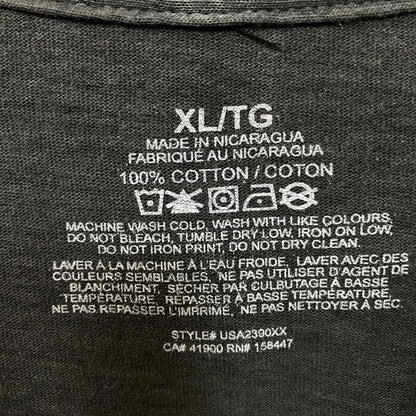 XL/TG
MADE IN NICARAGUA
FABRIQUÉ AU NICARAGUA
100% COTTON / COTON
MACHINE WASH COLD, WASH WITH LIKE COLOURS,
DO NOT BLEACH, TUMBLE DRY LOW, IRON ON LOW,
DO NOT IRON PRINT, DO NOT DRY CLEAN.
LAVER À LA MACHINE À L'EAU FROIDE, LAVER AVEC DES
COULEURS SEMBLABLES, NE PAS UTILISER D'AGENT DE
BLANCHIMENT, SÉCHER PAR CULBUTAGE À BASSE
TEMPÉRATURE, REPASSER À BASSE TEMPÉRATURE,
NE PAS REPASSER L'IMPRIMÉ, NE PAS NETTOYER À SEC.
STYLE# USA2390XX
CA# 41900 RN# 158447